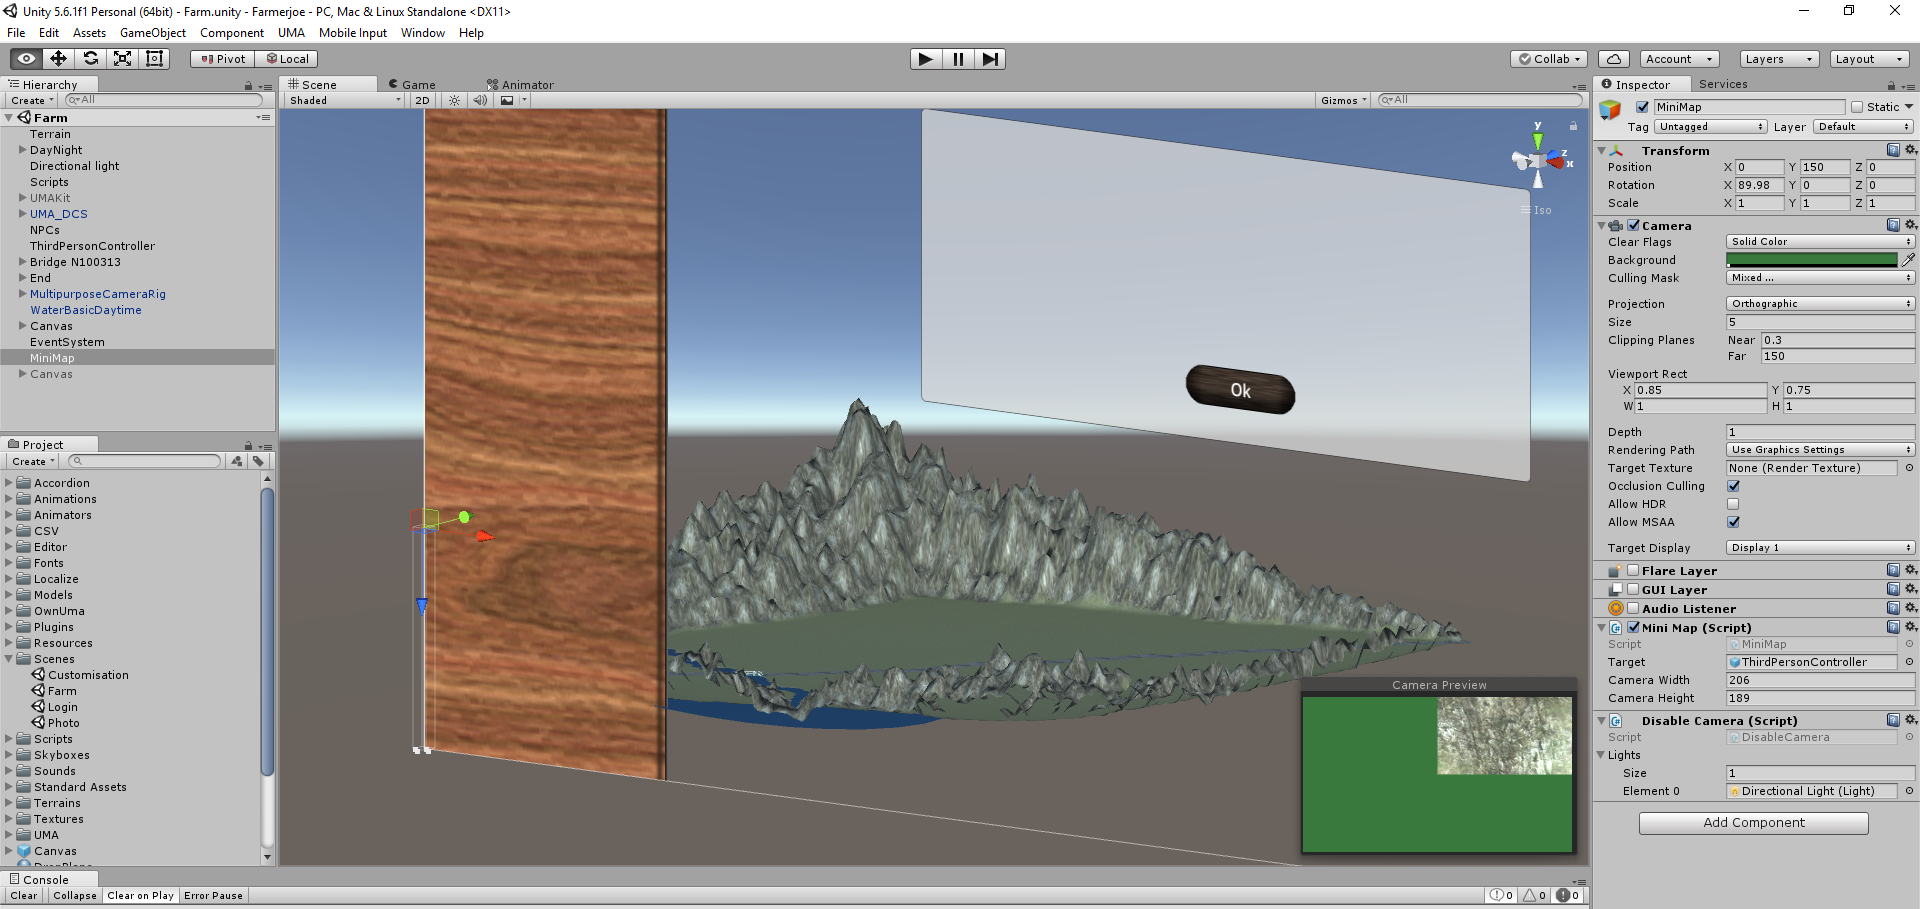 Unity 5.6.1f1 Personal (64bit) - Farm.unity - Farmerjoe - PC, Mac & Linux Standalone <DX11>
File Edit Assets GameObject Component UMA Mobile Input Window Help
Pivot Local Collab Account Layers Layout
Hierarchy
Create All
Farm
Terrain
DayNight
Directional light
Scripts
UMAKit
UMA_DCS
NPCs
ThirdPersonController
Bridge N100313
End
MultipurposeCameraRig
WaterBasicDaytime
Canvas
EventSystem
MiniMap
Canvas
Project
Create
Accordion
Animations
Animators
CSV
Editor
Fonts
Localize
Models
OwnUma
Plugins
Resources
Scenes
Customisation
Farm
Login
Photo
Scripts
Skyboxes
Sounds
Standard Assets
Terrains
Textures
UMA
Canvas
Scene Game Animator
Shaded 2D Gizmos All
y
z
x
Iso
Ok
Camera Preview
Inspector Services
MiniMap Static
Tag Untagged Layer Default
Transform
Position X 0 Y 150 Z 0
Rotation X 89.98 Y 0 Z 0
Scale X 1 Y 1 Z 1
Camera
Clear Flags Solid Color
Background
Culling Mask Mixed ...
Projection Orthographic
Size 5
Clipping Planes Near 0.3
Far 150
Viewport Rect
X 0.85 Y 0.75
W 1 H 1
Depth 1
Rendering Path Use Graphics Settings
Target Texture None (Render Texture)
Occlusion Culling
Allow HDR
Allow MSAA
Target Display Display 1
Flare Layer
GUI Layer
Audio Listener
Mini Map (Script)
Script MiniMap
Target ThirdPersonController
Camera Width 206
Camera Height 189
Disable Camera (Script)
Script DisableCamera
Lights
Size 1
Element 0 Directional Light (Light)
Add Component
Console
Clear Collapse Clear on Play Error Pause 0 0 0